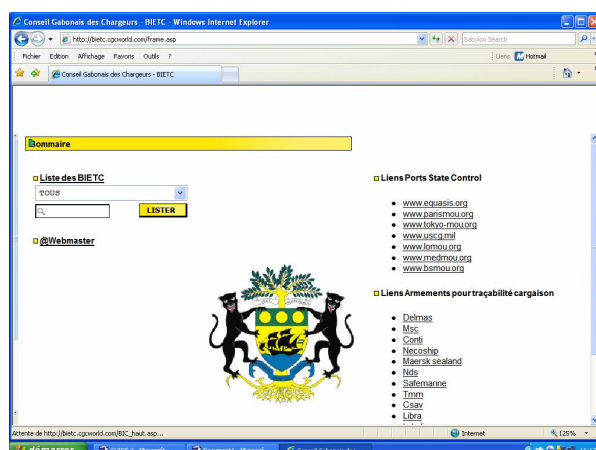 Conseil Gabonais des Chargeurs - BIETC - Windows Internet Explorer
http://bietc.cgcworld.com/frame.asp
Babylon Search
Fichier Edition Affichage Favoris Outils ?
Liens Hotmail
Conseil Gabonais des Chargeurs - BIETC
Sommaire
Liste des BIETC
TOUS
LISTER
@Webmaster
Liens Ports State Control
www.equasis.org
www.parismou.org
www.tokyo-mou.org
www.uscg.mil
www.iomou.org
www.medmou.org
www.bsmou.org
Liens Armements pour traçabilité cargaison
Delmas
Msc
Conti
Necoship
Maersk sealand
Nds
Safemarine
Tmm
Csav
Libra
Attente de http://bietc.cgcworld.com/BIC_haut.asp...
Internet
125%
démarrer